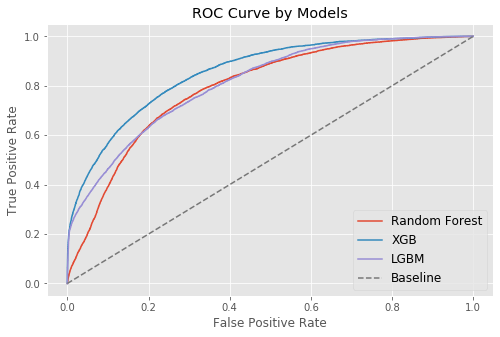 ROC Curve by Models
True Positive Rate
1.0
0.8
0.6
0.4
0.2
0.0
Random Forest
XGB
LGBM
Baseline
0.0 0.2 0.4 0.6 0.8 1.0
False Positive Rate